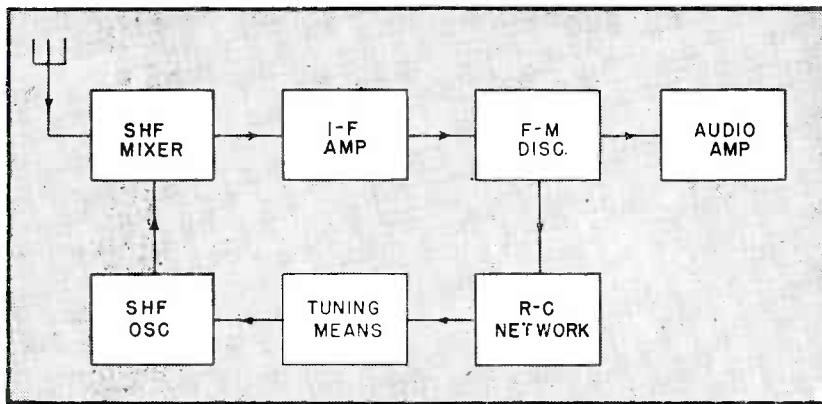 SHF
MIXER
I-F
AMP
F-M
DISC.
AUDIO
AMP
SHF
OSC
TUNING
MEANS
R-C
NETWORK